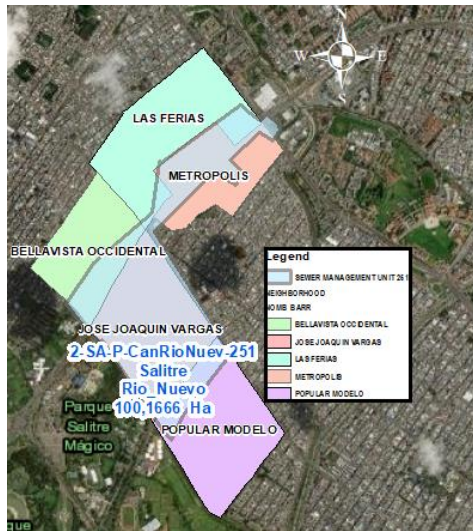 N
W E
S
LAS FERIAS
METROPOLIS
BELLAVISTA OCCIDENTAL
JOSE JOAQUIN VARGAS
2-SA-P-CanRioNuev-251
Salitre
Rio_Nuevo
100,1666 Ha
POPULAR MODELO
Parque
Salitre
Mágico
que
Legend
SEWER MANAGEMENT UNIT 251
NEIGHBORHOOD
NOMB BARR
BELLAVISTA OCCIDENTAL
JOSE JOAQUIN VARGAS
LAS FERIAS
METROPOLIS
POPULAR MODELO